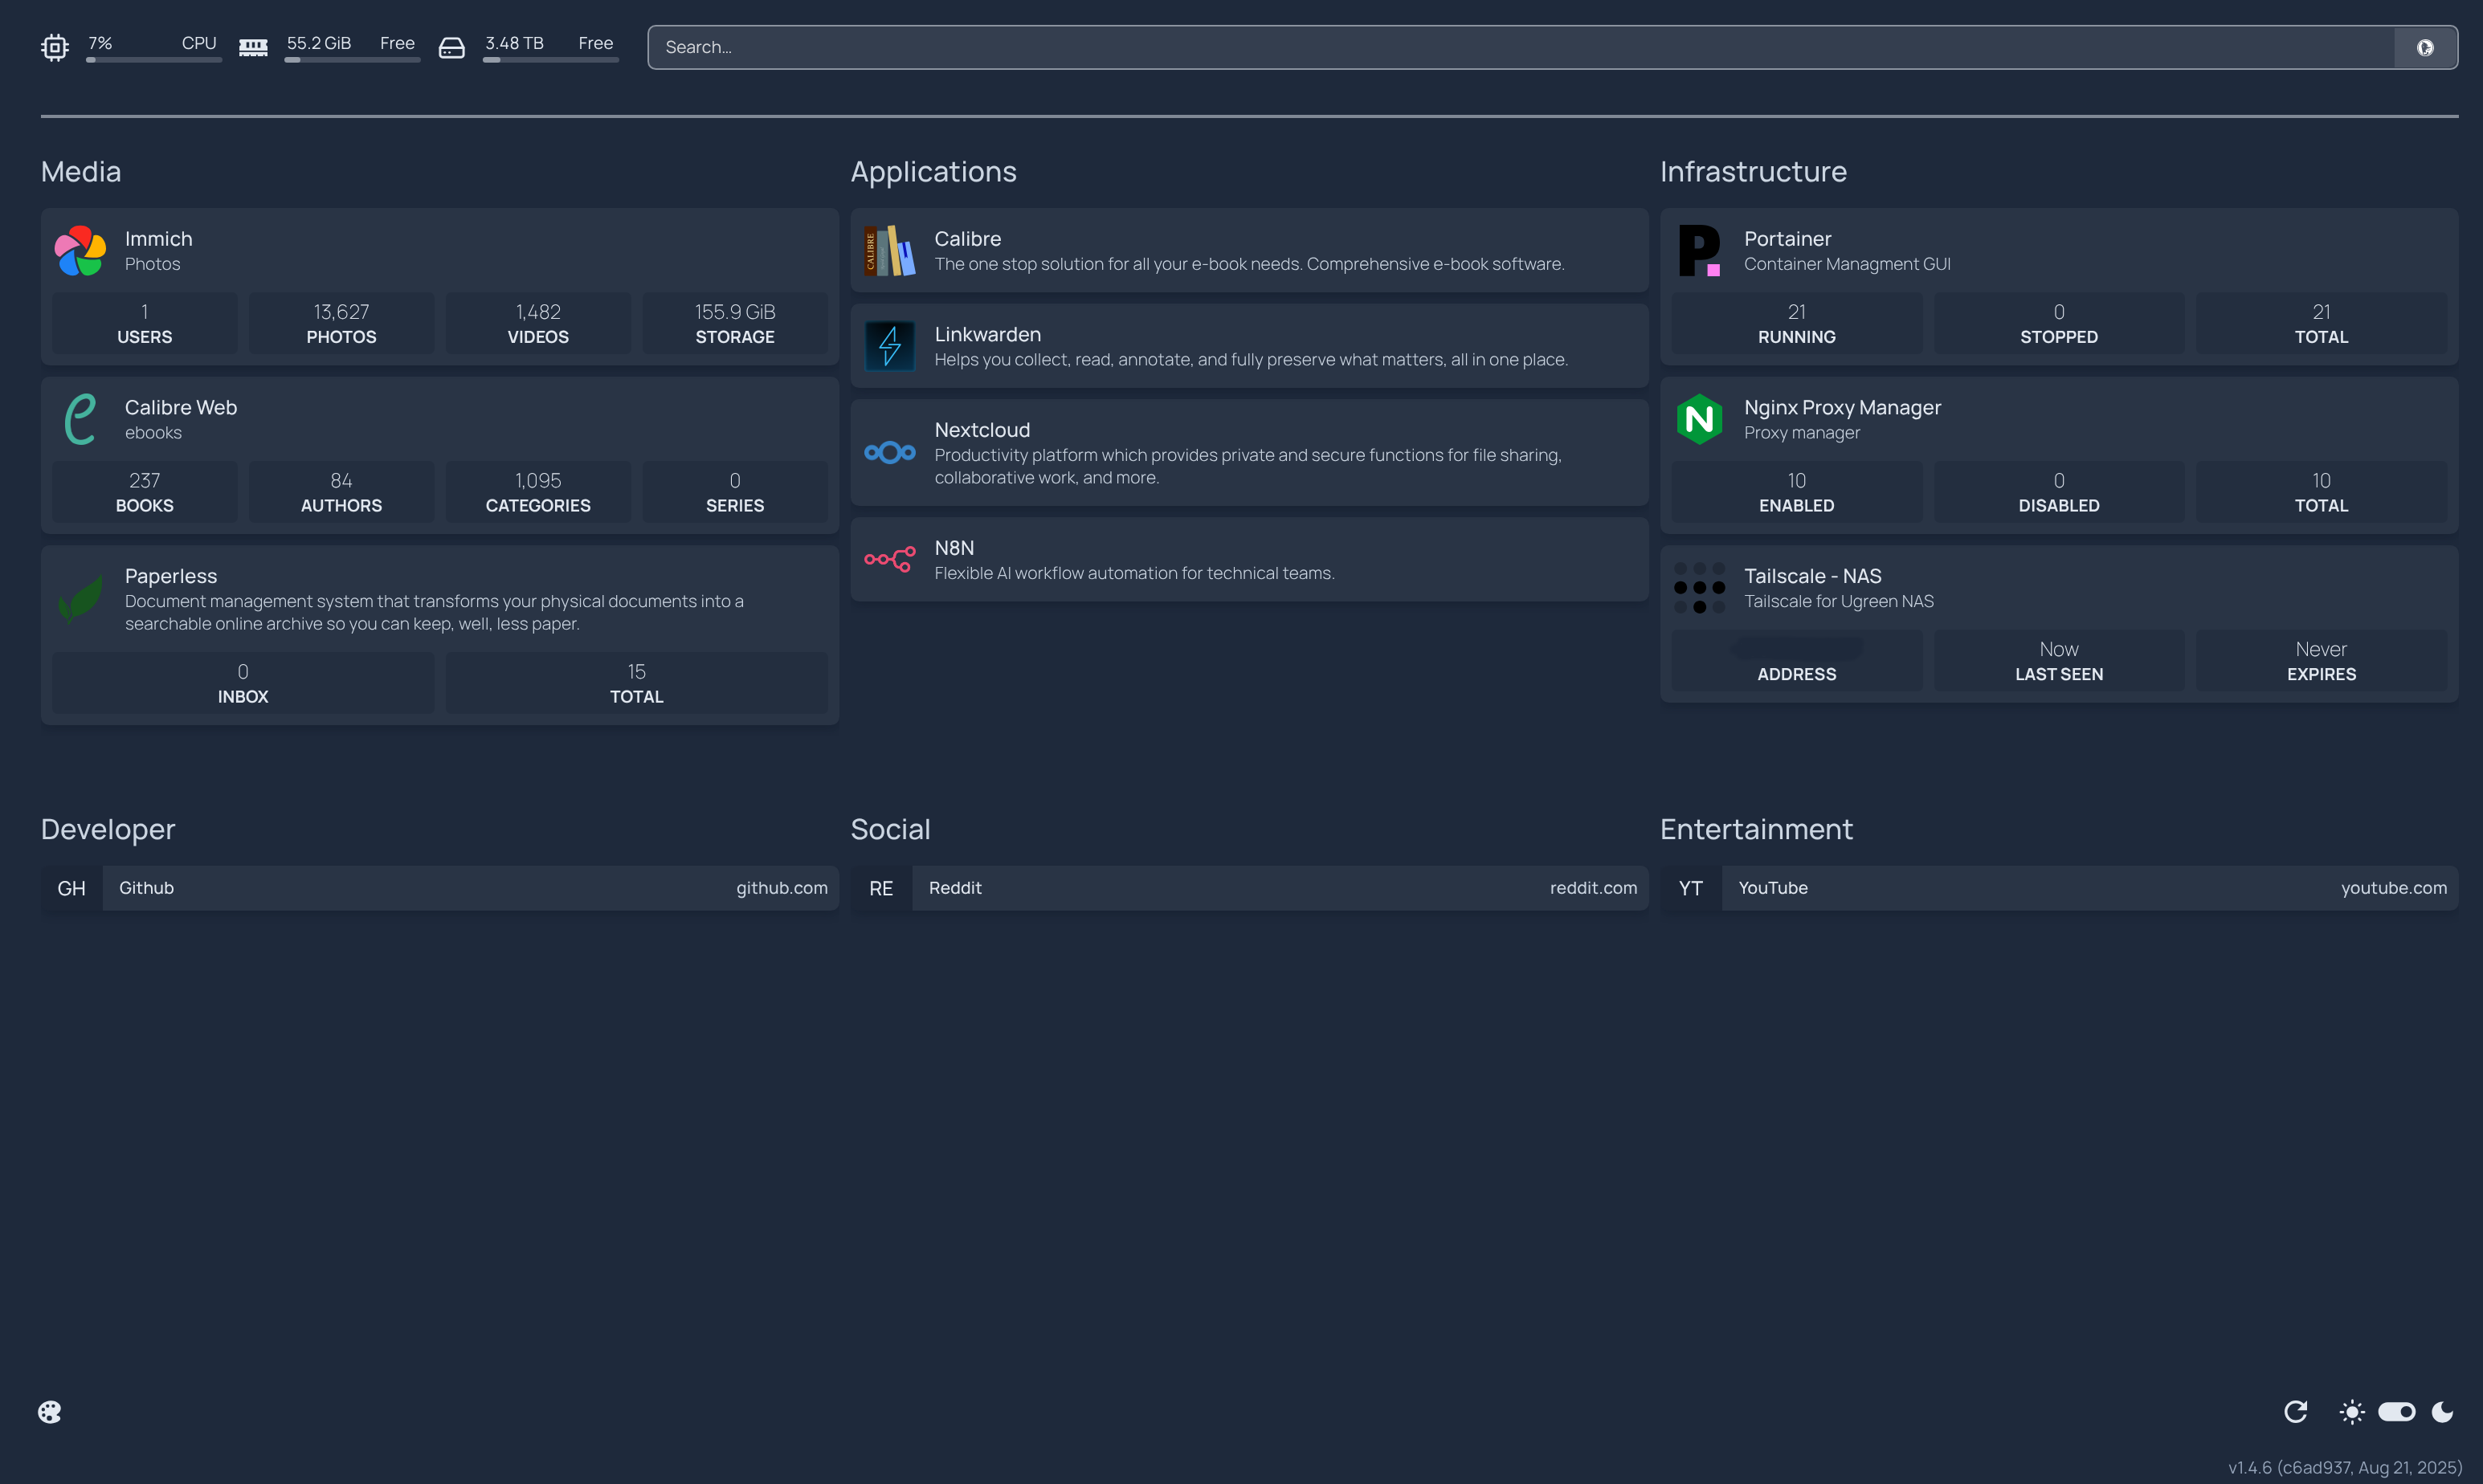 7% CPU 55.2 GiB Free 3.48 TB Free Search...
Media
Immich
Photos
1 13,627 1,482 155.9 GiB
USERS PHOTOS VIDEOS STORAGE
Calibre Web
ebooks
237 84 1,095 0
BOOKS AUTHORS CATEGORIES SERIES
Paperless
Document management system that transforms your physical documents into a
searchable online archive so you can keep, well, less paper.
0 15
INBOX TOTAL
Applications
CALIBRE
Calibre
The one stop solution for all your e-book needs. Comprehensive e-book software.
Linkwarden
Helps you collect, read, annotate, and fully preserve what matters, all in one place.
Nextcloud
Productivity platform which provides private and secure functions for file sharing,
collaborative work, and more.
N8N
Flexible AI workflow automation for technical teams.
Infrastructure
Portainer
Container Managment GUI
21 0 21
RUNNING STOPPED TOTAL
Nginx Proxy Manager
Proxy manager
10 0 10
ENABLED DISABLED TOTAL
Tailscale - NAS
Tailscale for Ugreen NAS
Now Never
ADDRESS LAST SEEN EXPIRES
Developer
GH Github github.com
Social
RE Reddit reddit.com
Entertainment
YT YouTube youtube.com
v1.4.6 (c6ad937, Aug 21, 2025)